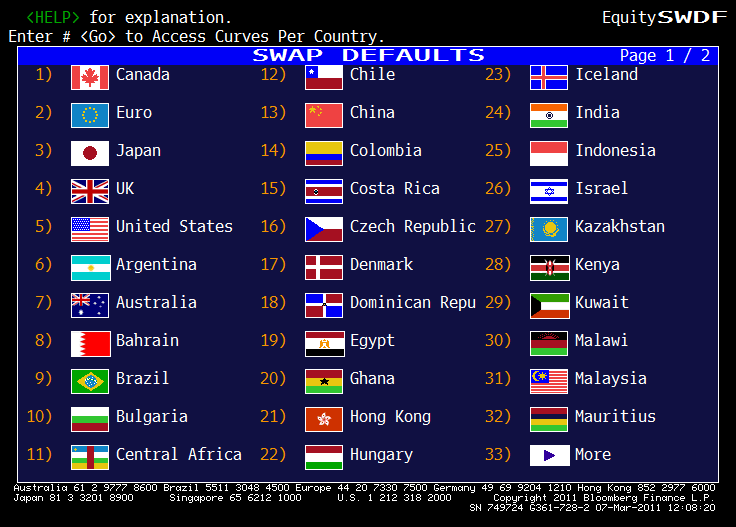 <HELP> for explanation. EquitySWDF
Enter # <Go> to Access Curves Per Country.
SWAP DEFAULTS Page 1 / 2
1) Canada 12) Chile 23) Iceland
2) Euro 13) China 24) India
3) Japan 14) Colombia 25) Indonesia
4) UK 15) Costa Rica 26) Israel
5) United States 16) Czech Republic 27) Kazakhstan
6) Argentina 17) Denmark 28) Kenya
7) Australia 18) Dominican Repu 29) Kuwait
8) Bahrain 19) Egypt 30) Malawi
9) Brazil 20) Ghana 31) Malaysia
10) Bulgaria 21) Hong Kong 32) Mauritius
11) Central Africa 22) Hungary 33) More
Australia 61 2 9777 8600 Brazil 5511 3048 4500 Europe 44 20 7330 7500 Germany 49 69 9204 1210 Hong Kong 852 2977 6000
Japan 81 3 3201 8900 Singapore 65 6212 1000 U.S. 1 212 318 2000 Copyright 2011 Bloomberg Finance L.P.
SN 749724 G361-728-2 07-Mar-2011 12:08:20